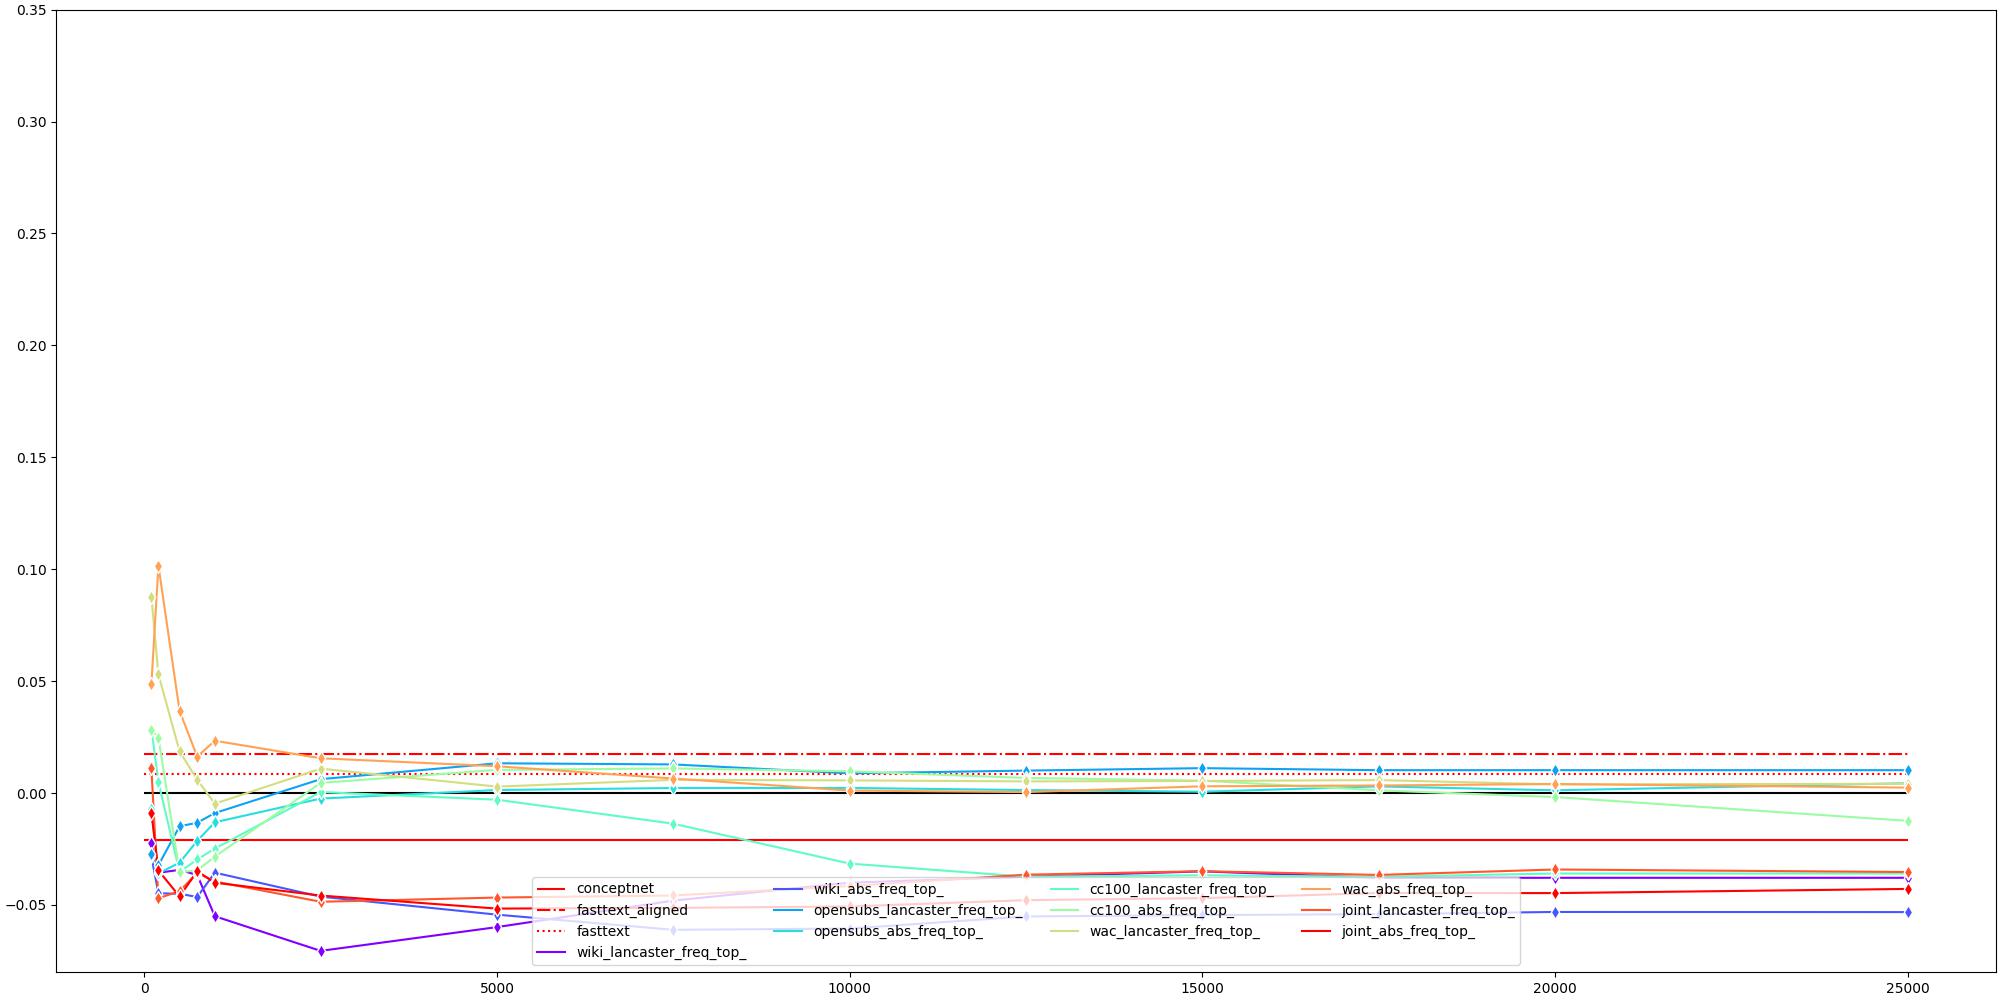 0.35
0.30
0.25
0.20
0.15
0.10
0.05
0.00
−0.05
conceptnet
fasttext_aligned
fasttext
wiki_lancaster_freq_top_
wiki_abs_freq_top_
opensubs_lancaster_freq_top_
opensubs_abs_freq_top_
cc100_lancaster_freq_top_
cc100_abs_freq_top_
wac_lancaster_freq_top_
wac_abs_freq_top_
joint_lancaster_freq_top_
joint_abs_freq_top_
0 5000 10000 15000 20000 25000